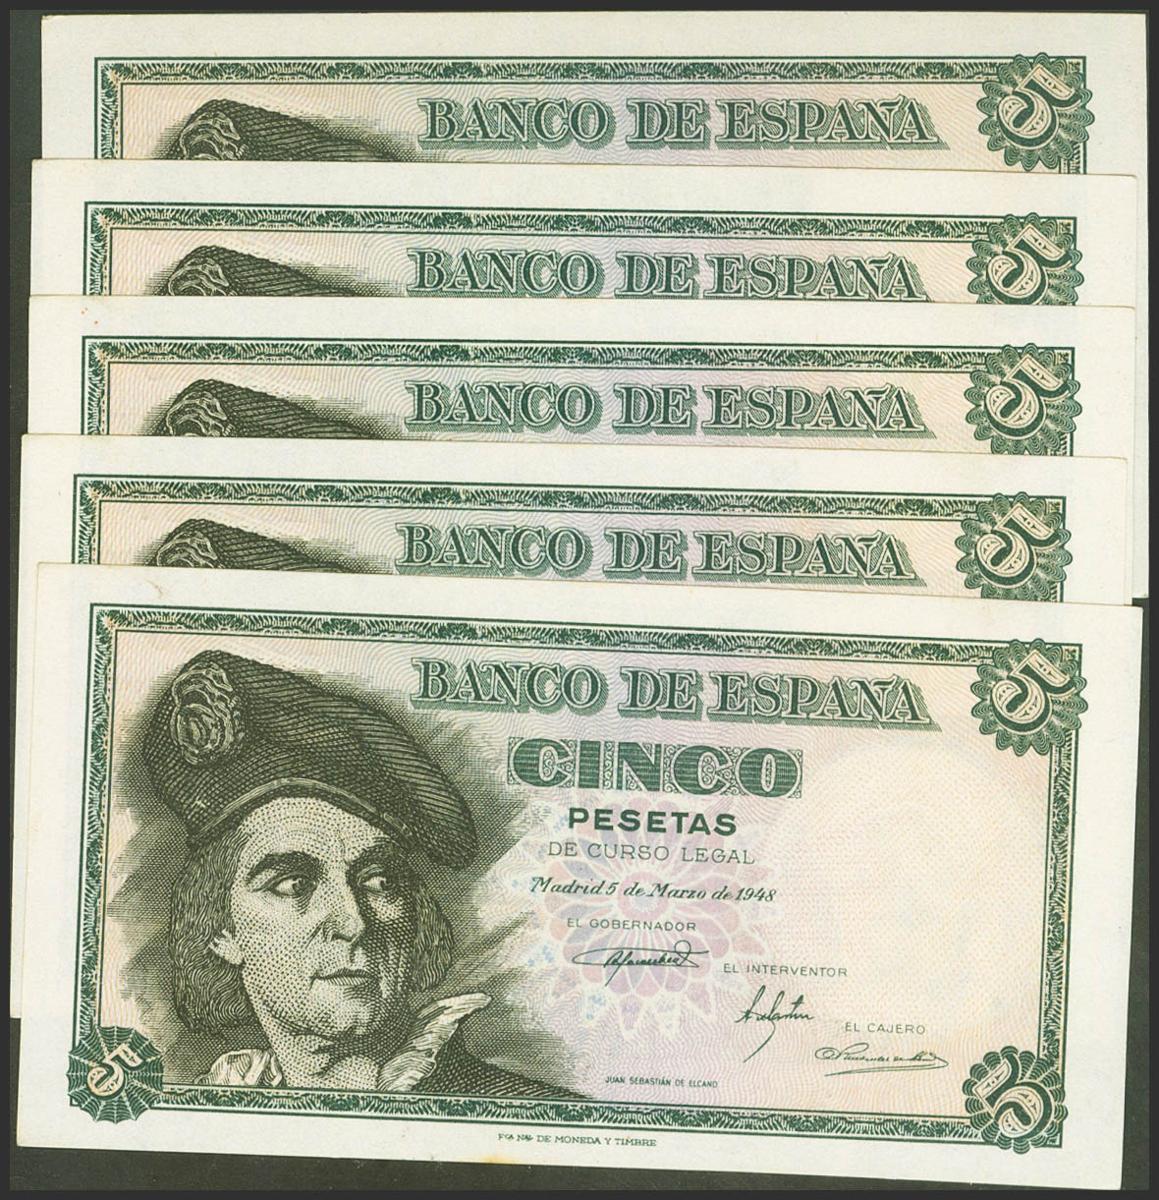 BANCO DE ESPAÑA 5
BANCO DE ESPAÑA 5
BANCO DE ESPAÑA 5
BANCO DE ESPAÑA 5
BANCO DE ESPAÑA 5
CINCO
PESETAS
DE CURSO LEGAL
Madrid 5 de Marzo de 1948
EL GOBERNADOR
EL INTERVENTOR
EL CAJERO
5 5
JUAN SEBASTIÁN DE ELCANO
FCA NAL DE MONEDA Y TIMBRE